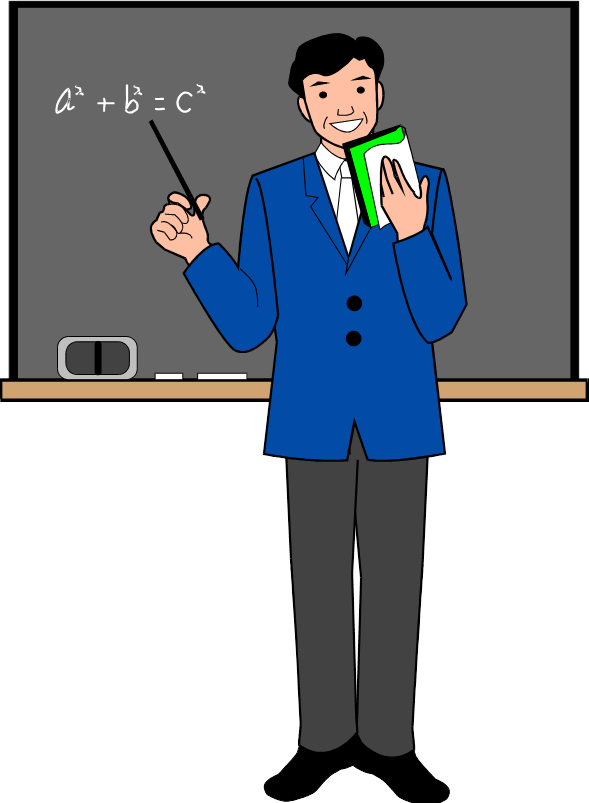 a² + b² = c²